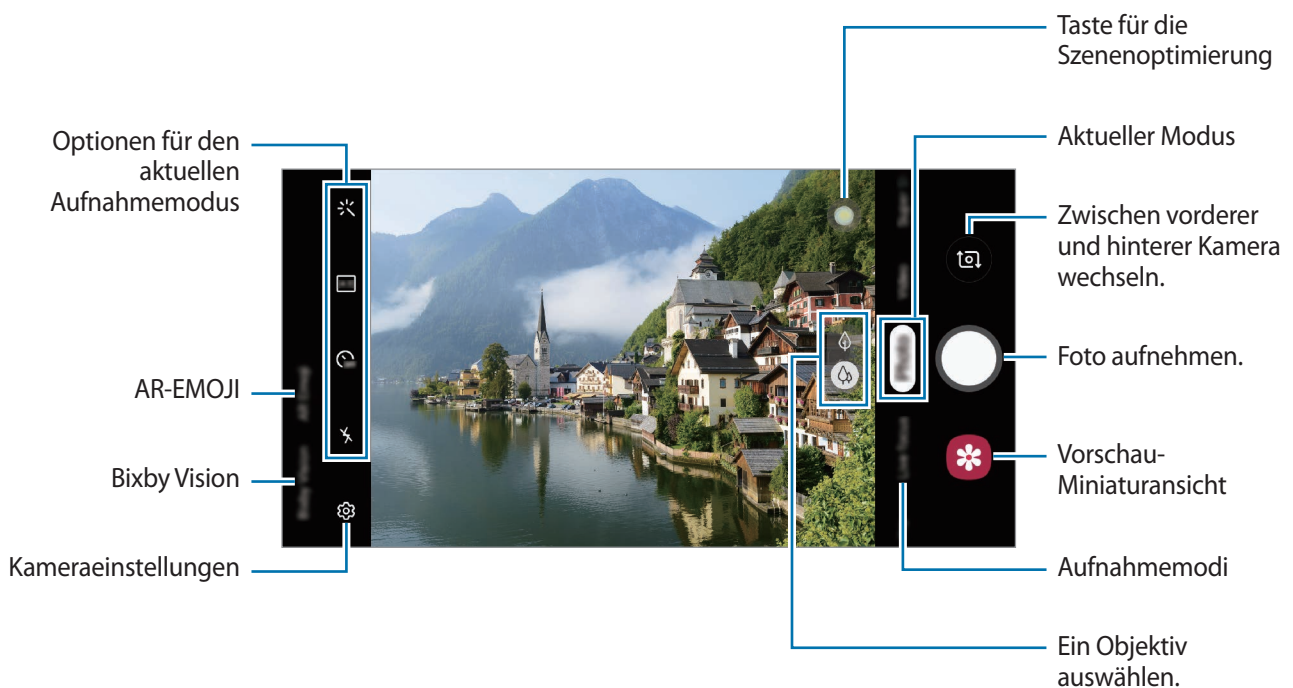 Taste für die
Szenenoptimierung
Optionen für den
aktuellen
Aufnahmemodus
Aktueller Modus
Zwischen vorderer
und hinterer Kamera
wechseln.
AR-EMOJI
Foto aufnehmen.
Bixby Vision
Vorschau-
Miniaturansicht
Kameraeinstellungen
Aufnahmemodi
Ein Objektiv
auswählen.